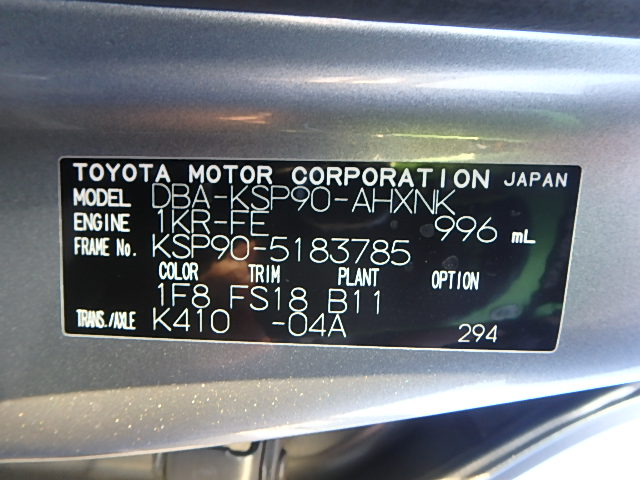 TOYOTA MOTOR CORPORATION JAPAN
MODEL DBA-KSP90-AHXNK
ENGINE 1KR-FE 996 mL
FRAME No. KSP90-5183785
COLOR TRIM PLANT OPTION
1F8 FS18 B11
TRANS./AXLE K410 -04A 294